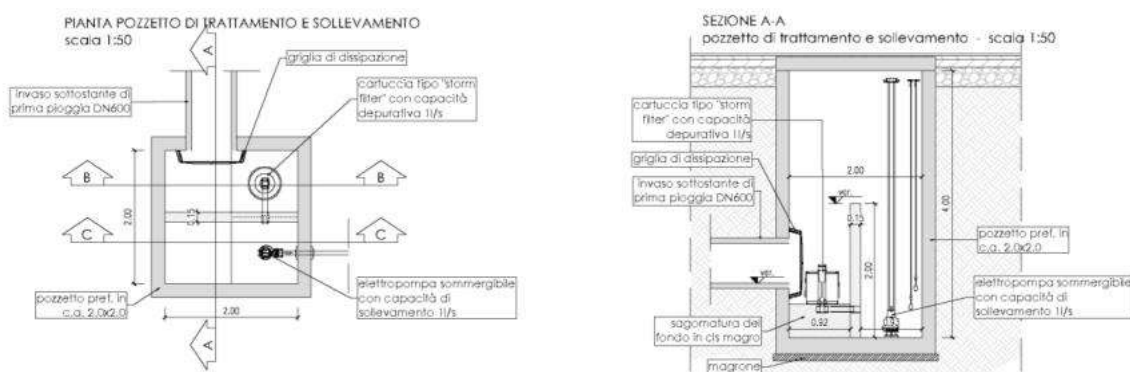 PIANTA POZZETTO DI TRATTAMENTO E SOLLEVAMENTO
scala 1:50
A
griglia di dissipazione
invaso sottostante di
prima pioggia DN600
cartuccia tipo "storm
filter" con capacità
depurativa 1l/s
B
B
2.00
0.15
C
C
pozzetto pref. in
c.a. 2.0x2.0
2.00
elettropompa sommergibile
con capacità di
sollevamento 1l/s
A
SEZIONE A-A
pozzetto di trattamento e sollevamento - scala 1:50
cartuccia tipo "storm
filter" con capacità
depurativa 1l/s
griglia di dissipazione
invaso sottostante di
prima pioggia DN600
2.00
var.
0.15
4.00
pozzetto pref. in
c.a. 2.0x2.0
var.
2.00
elettropompa sommergibile
con capacità di
sollevamento 1l/s
sagomatura del
fondo in cls magro
0.92
magrone